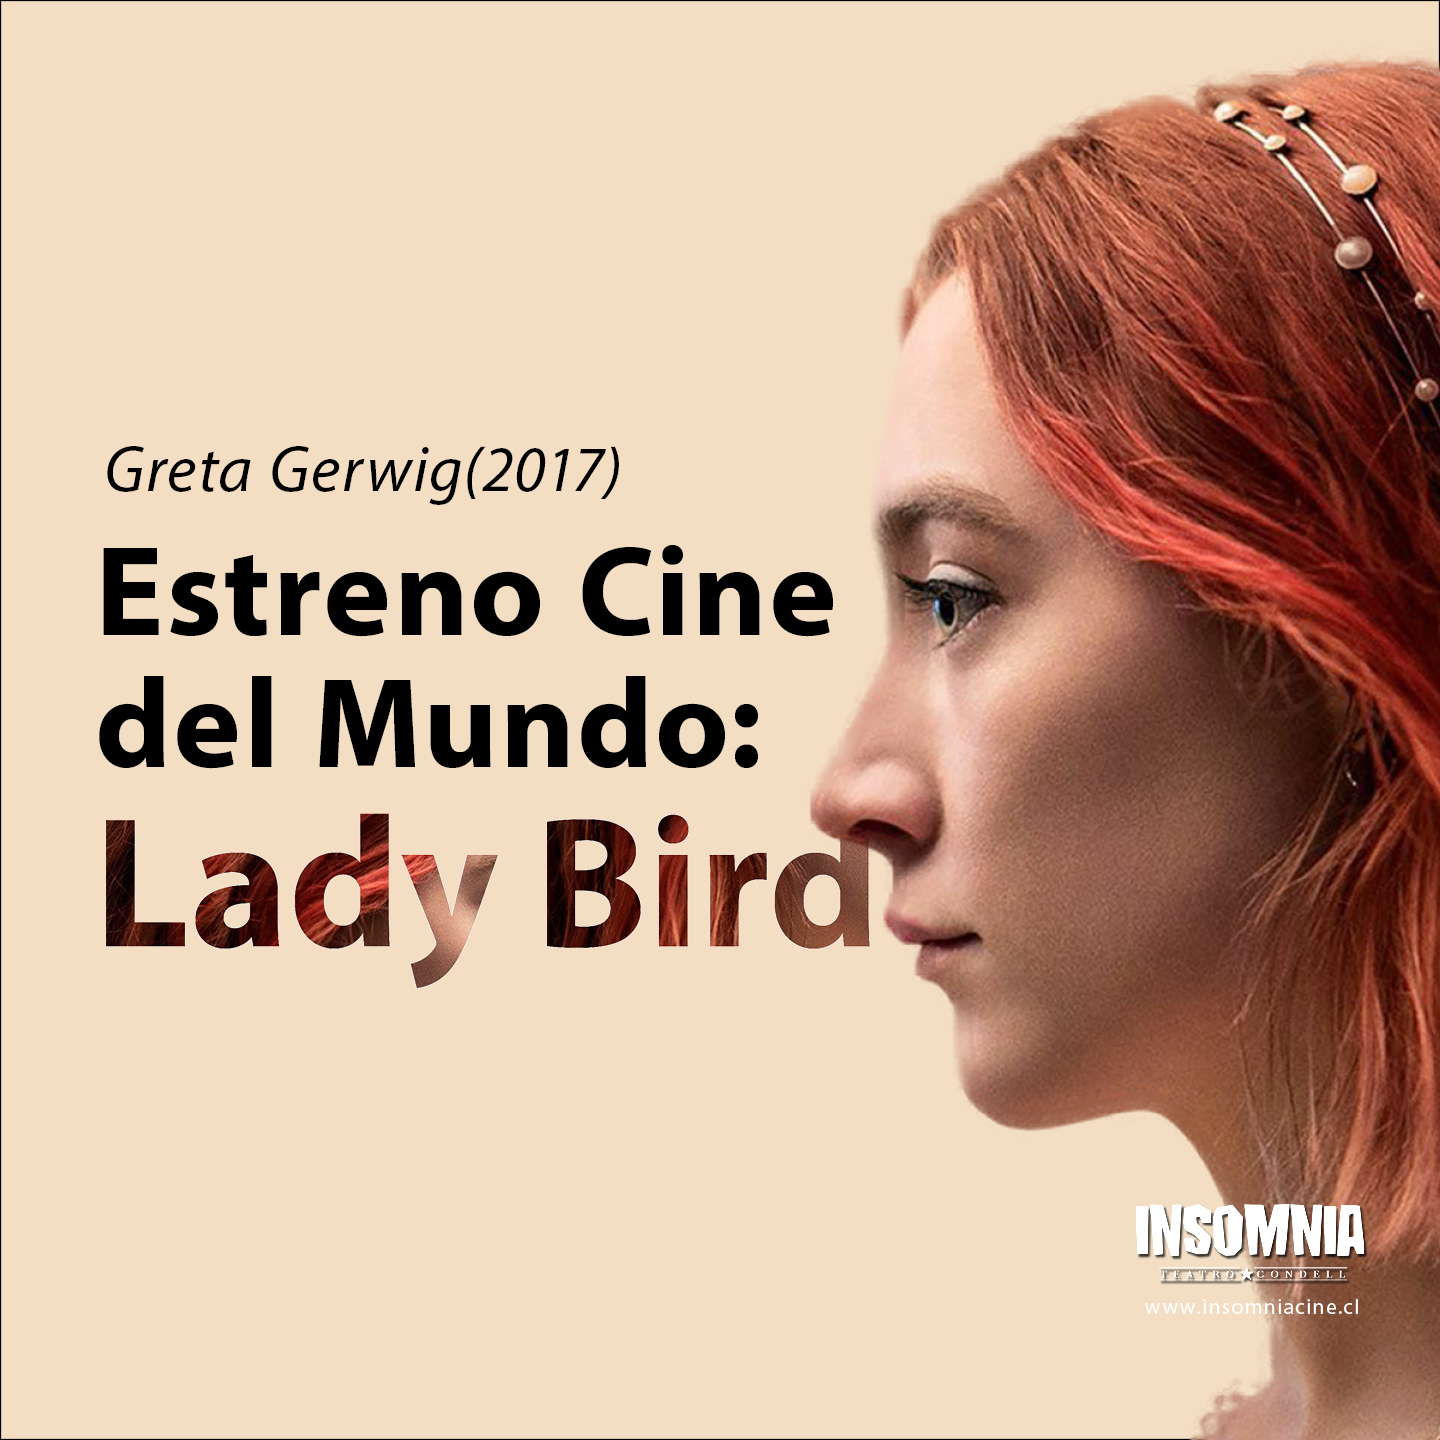 Greta Gerwig(2017)
Estreno Cine
del Mundo:
Lady Bird
INSOMNIA
TEATRO★CONDELL
www.insomniacine.cl